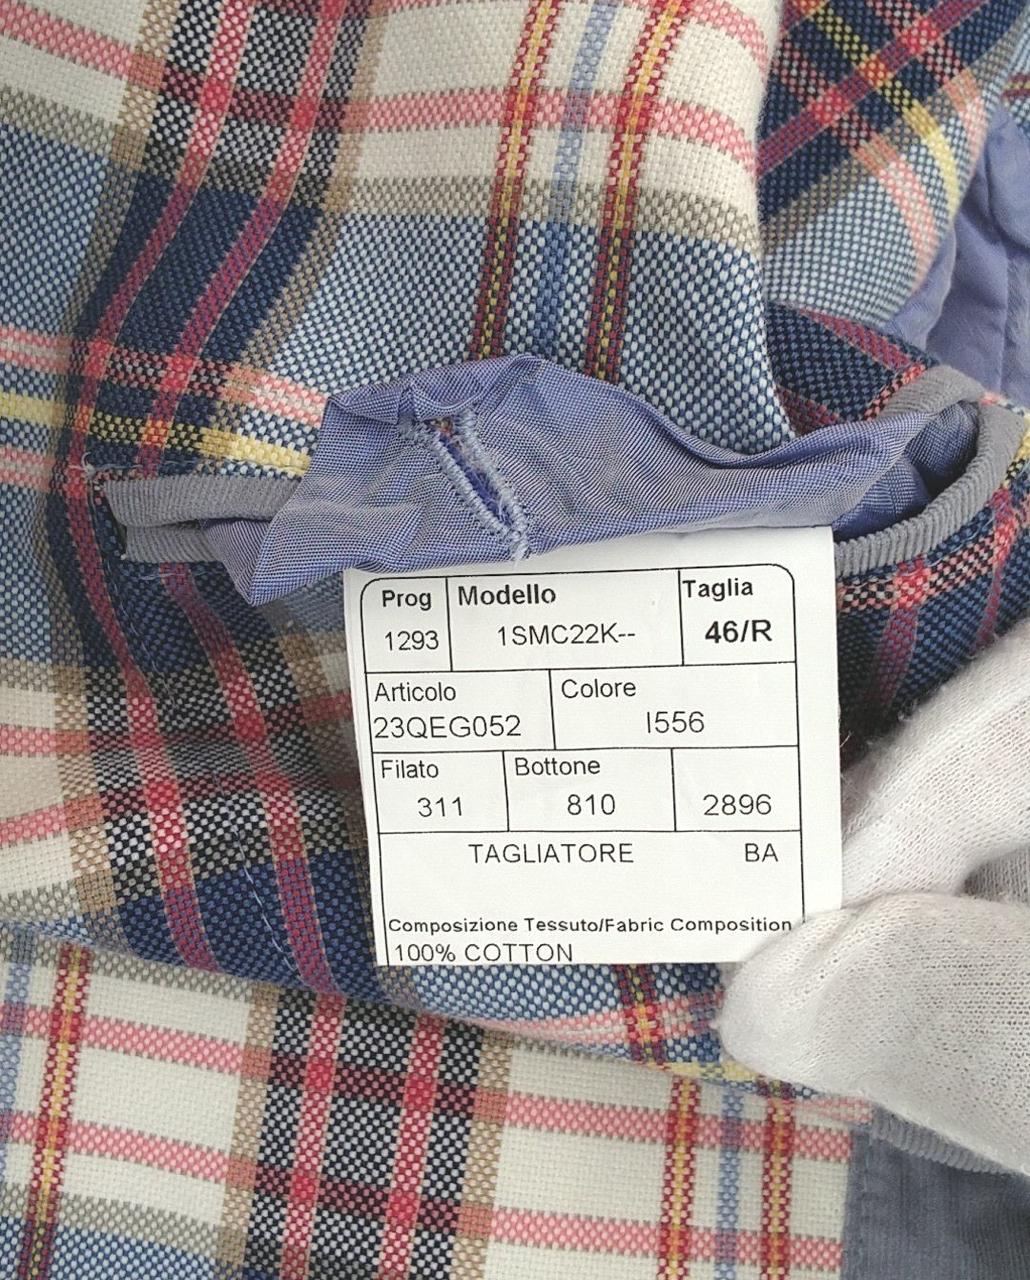 Prog Modello Taglia
1293 1SMC22K-- 46/R
Articolo Colore
23QEG052 I556
Filato Bottone
311 810 2896
TAGLIATORE BA
Composizione Tessuto/Fabric Composition
100% COTTON